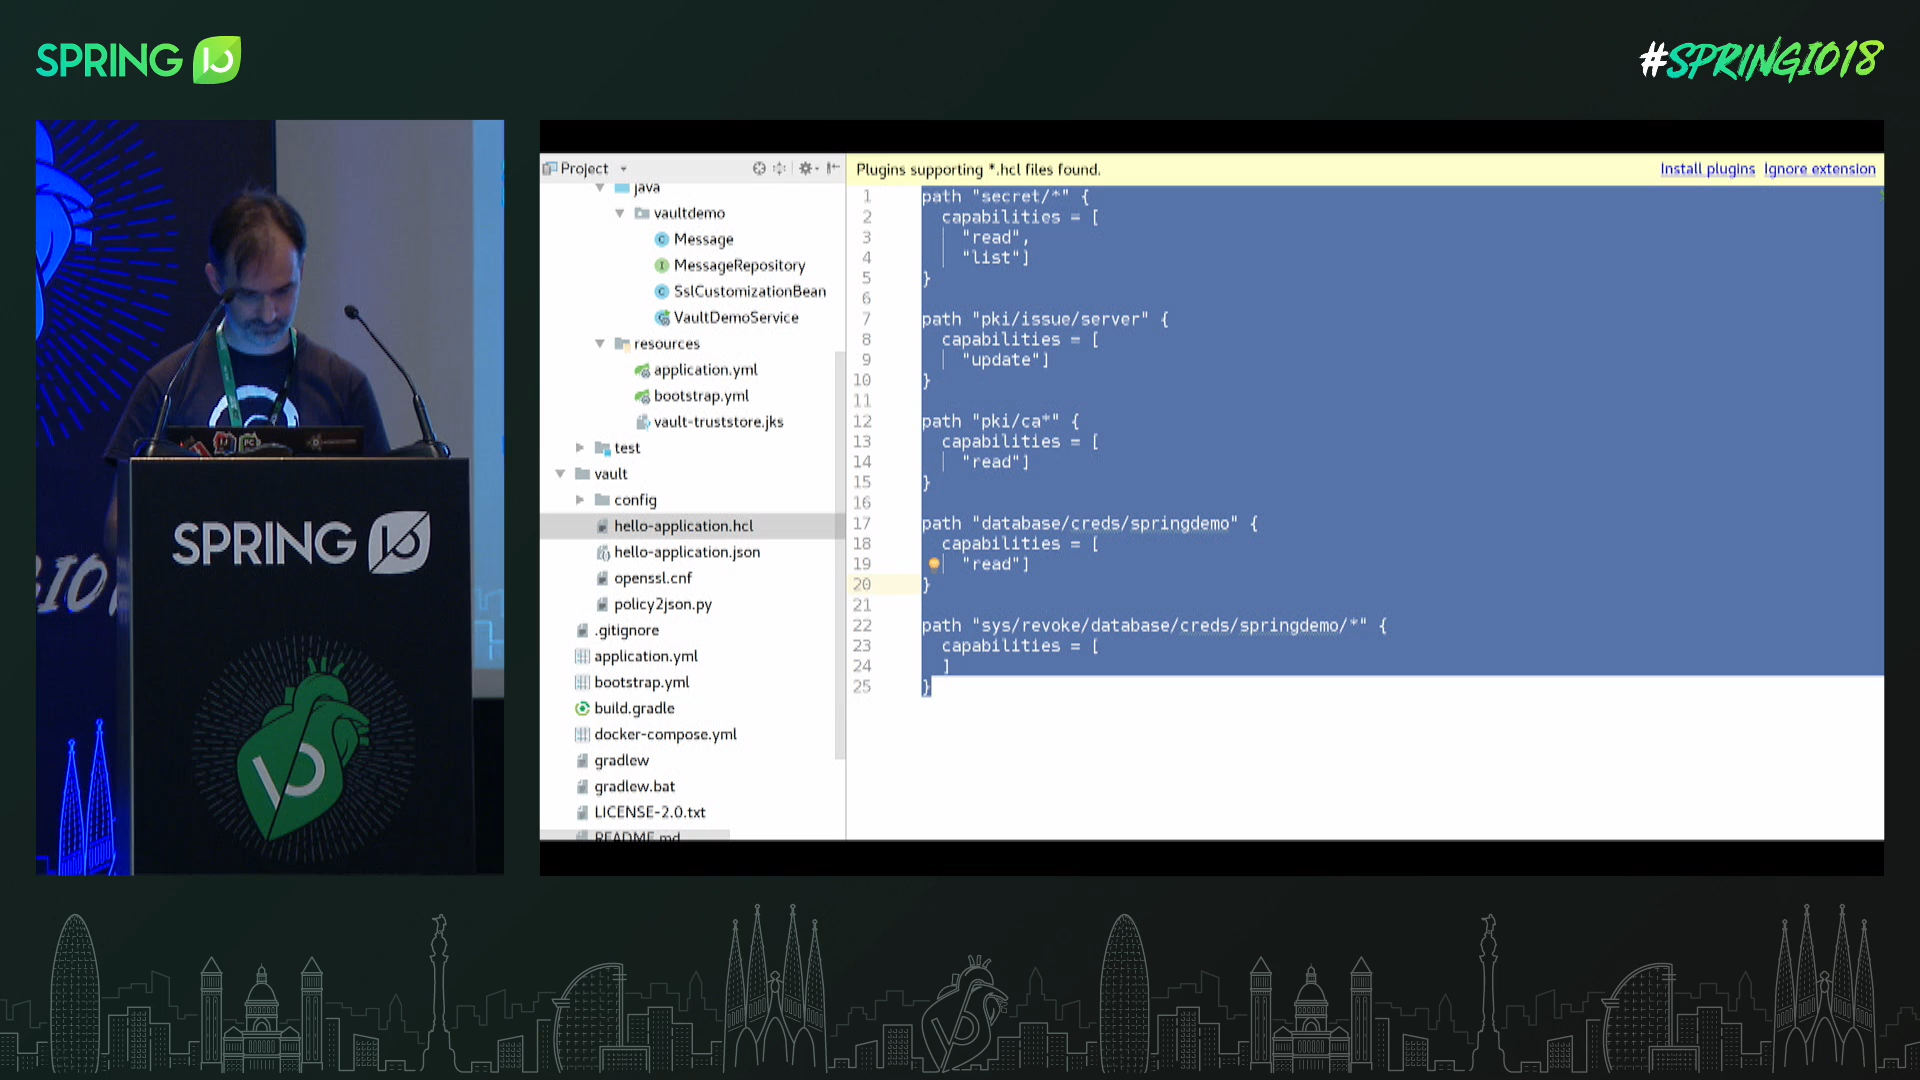 SPRING IO
#SPRINGIO18
SPRING IO
Project
java
vaultdemo
Message
MessageRepository
SslCustomizationBean
VaultDemoService
resources
application.yml
bootstrap.yml
vault-truststore.jks
test
vault
config
hello-application.hcl
hello-application.json
openssl.cnf
policy2json.py
.gitignore
application.yml
bootstrap.yml
build.gradle
docker-compose.yml
gradlew
gradlew.bat
LICENSE-2.0.txt
README.md
Plugins supporting *.hcl files found.
Install plugins Ignore extension
1 path "secret/*" {
2 capabilities = [
3 "read",
4 "list"]
5 }
6
7 path "pki/issue/server" {
8 capabilities = [
9 "update"]
10 }
11
12 path "pki/ca*" {
13 capabilities = [
14 "read"]
15 }
16
17 path "database/creds/springdemo" {
18 capabilities = [
19 "read"]
20 }
21
22 path "sys/revoke/database/creds/springdemo/*" {
23 capabilities = [
24 ]
25 }